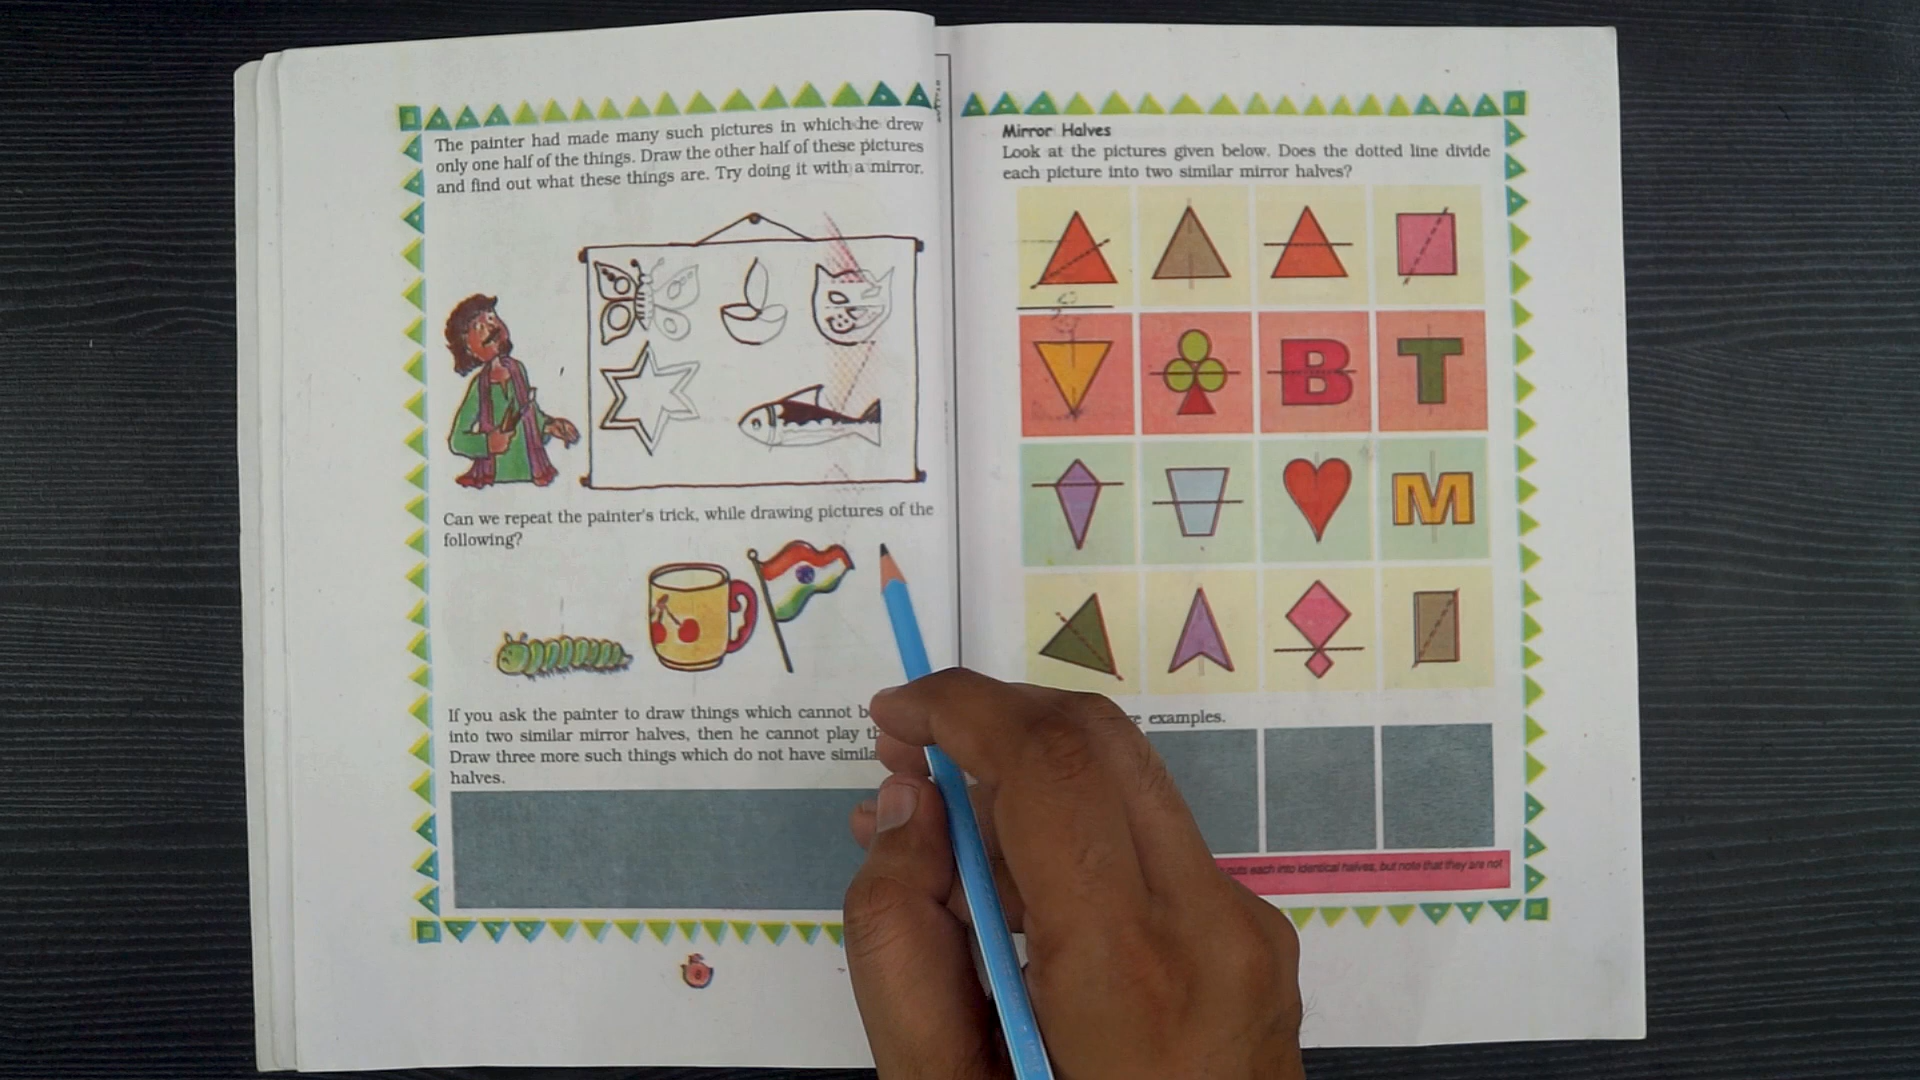 The painter had made many such pictures in which he drew
only one half of the things. Draw the other half of these pictures
and find out what these things are. Try doing it with a mirror.
Can we repeat the painter's trick, while drawing pictures of the
following?
If you ask the painter to draw things which cannot
into two similar mirror halves, then he cannot play
Draw three more such things which do not have
halves.
Mirror Halves
Look at the pictures given below. Does the dotted line divide
each picture into two similar mirror halves?
B
T
M
examples.
cuts each into identical halves, but note that they are not